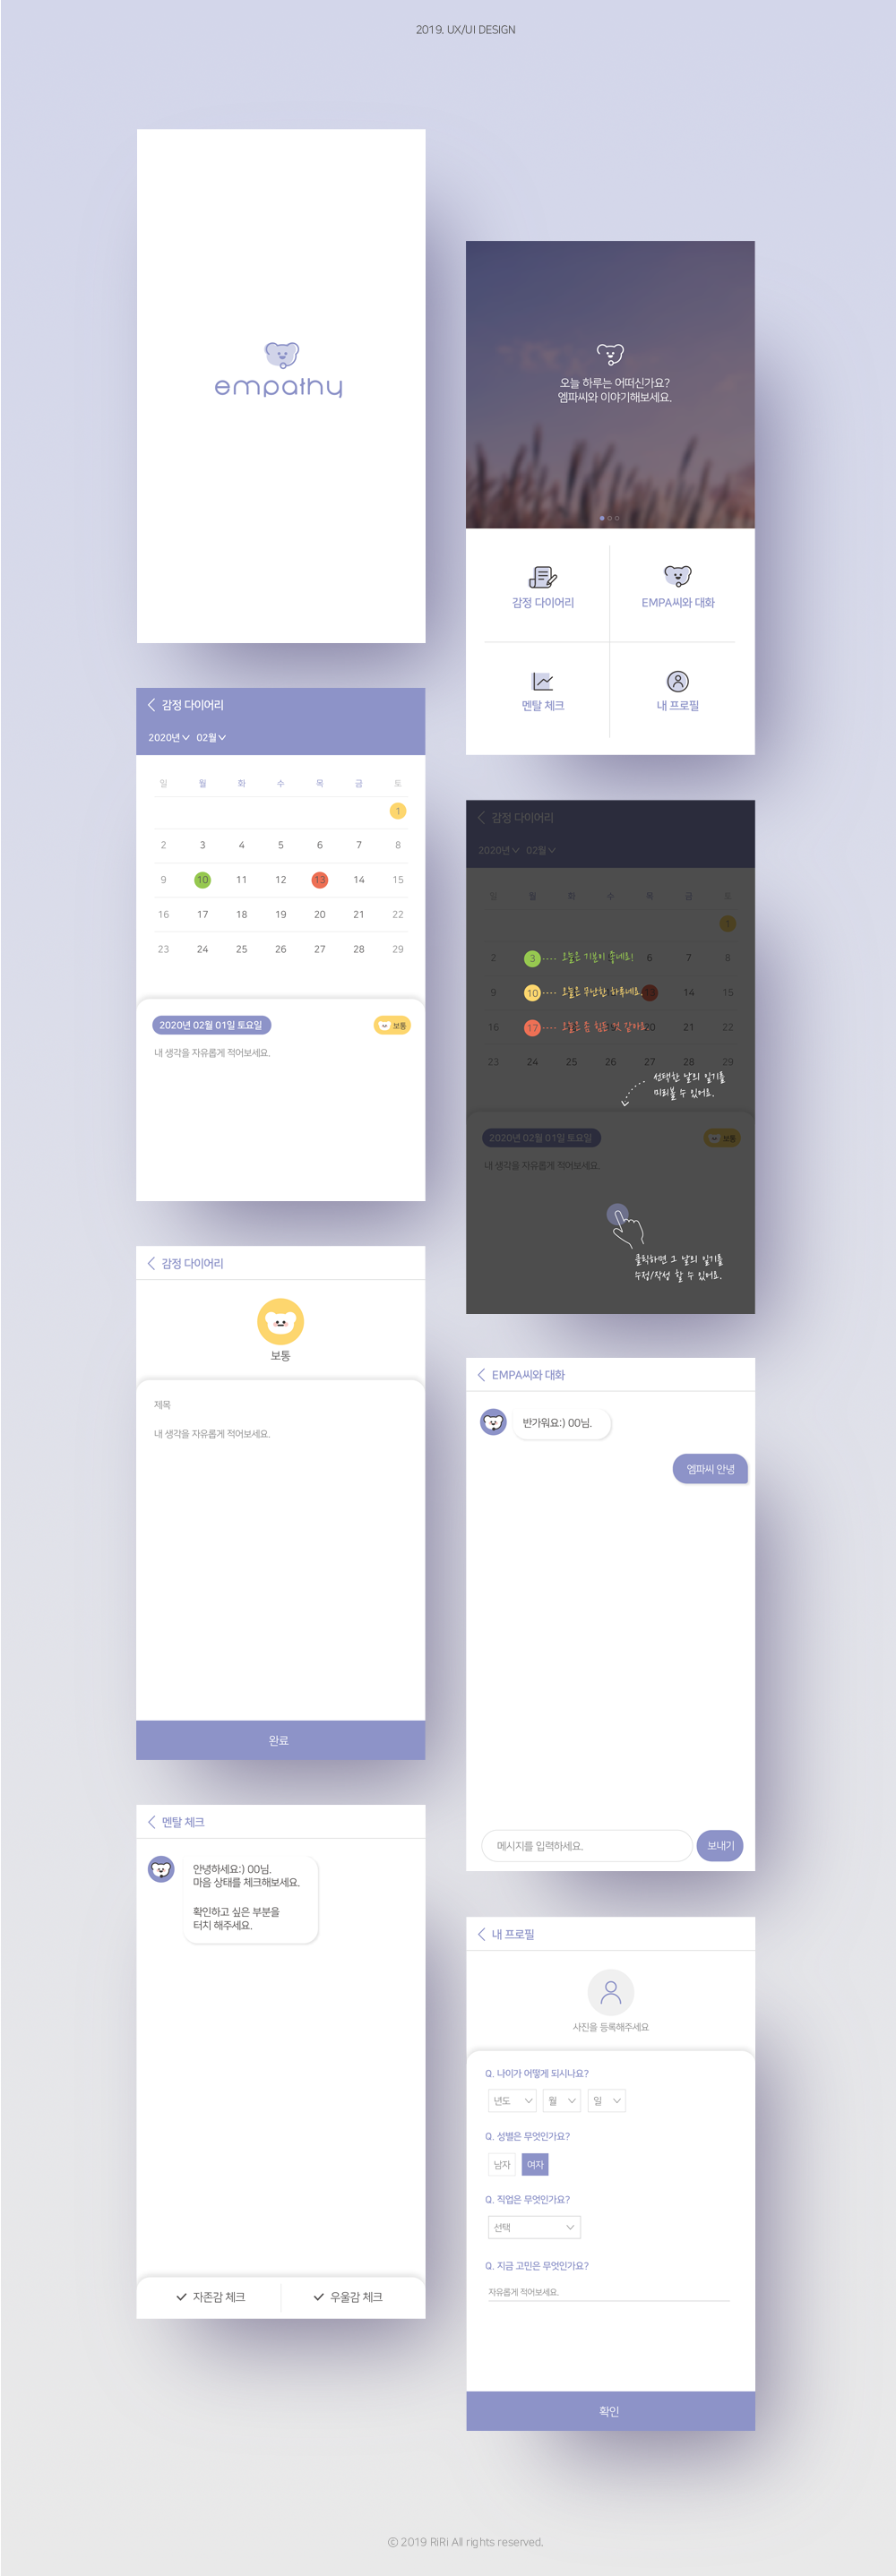 2019. UX/UI DESIGN
empathy
오늘 하루는 어떠신가요?
엠파씨와 이야기해보세요.
감정 다이어리
EMPA씨와 대화
멘탈 체크
내 프로필
감정 다이어리
2020년 02월
일 월 화 수 목 금 토
1
2 3 4 5 6 7 8
9 10 11 12 13 14 15
16 17 18 19 20 21 22
23 24 25 26 27 28 29
2020년 02월 01일 토요일
보통
내 생각을 자유롭게 적어보세요.
감정 다이어리
2020년 02월
일 월 화 수 목 금 토
1
2 3 오늘은 기분이 좋네요! 6 7 8
9 10 오늘은 무난한 하루네요. 13 14 15
16 17 오늘은 좀 힘든 것 같아요. 20 21 22
23 24 25 26 27 28 29
선택한 날의 일기를
미리볼 수 있어요.
2020년 02월 01일 토요일
보통
내 생각을 자유롭게 적어보세요.
클릭하면 그 날의 일기를
수정/작성 할 수 있어요.
감정 다이어리
보통
제목
내 생각을 자유롭게 적어보세요.
완료
EMPA씨와 대화
반가워요:) 00님.
엠파씨 안녕
메시지를 입력하세요.
보내기
멘탈 체크
안녕하세요:) 00님.
마음 상태를 체크해보세요.
확인하고 싶은 부분을
터치 해주세요.
자존감 체크
우울감 체크
내 프로필
사진을 등록해주세요
Q. 나이가 어떻게 되시나요?
년도 월 일
Q. 성별은 무엇인가요?
남자 여자
Q. 직업은 무엇인가요?
선택
Q. 지금 고민은 무엇인가요?
자유롭게 적어보세요.
확인
ⓒ 2019 RiRi All rights reserved.